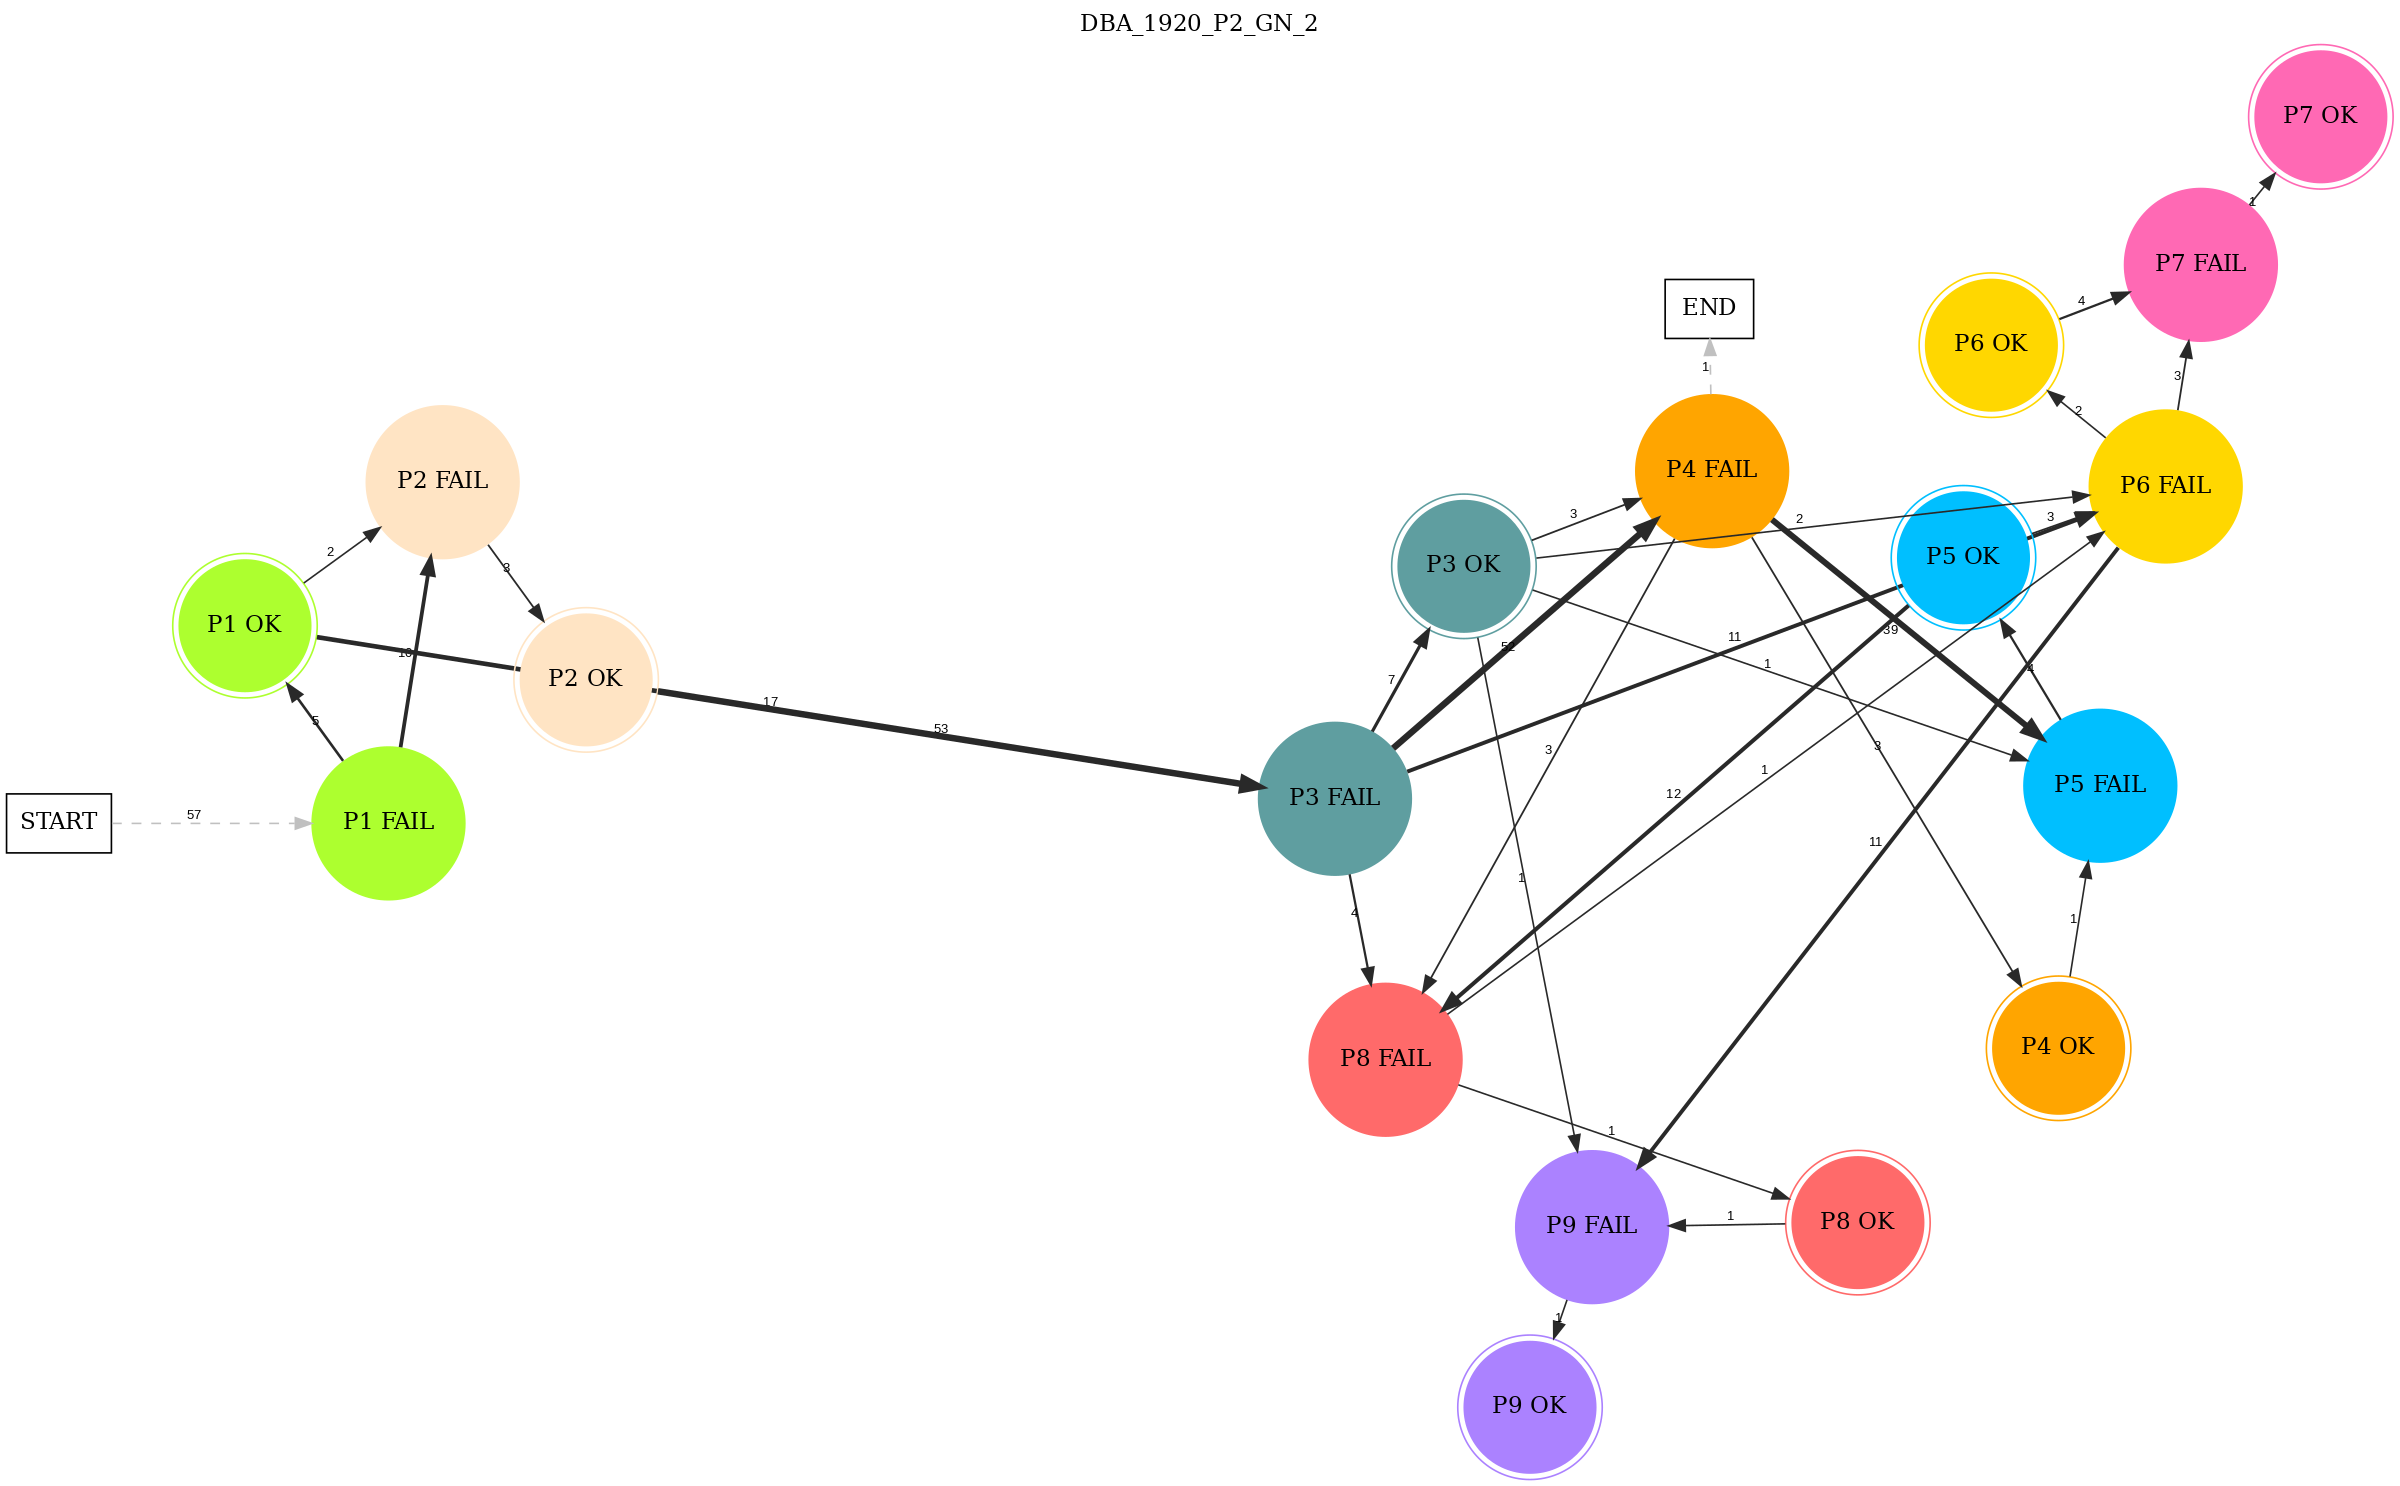 DBA_1920_P2_GN_2
P7 OK
1
P7 FAIL
END
4
P6 OK
1
3
2
P2 FAIL
P4 FAIL
P6 FAIL
3
2
3
2
P5 OK
P3 OK
3
P1 OK
39
11
52
1
4
P2 OK
7
5
17
53
3
3
1
P5 FAIL
12
P3 FAIL
57
START
P1 FAIL
11
1
4
1
P4 OK
P8 FAIL
1
1
P8 OK
P9 FAIL
1
P9 OK